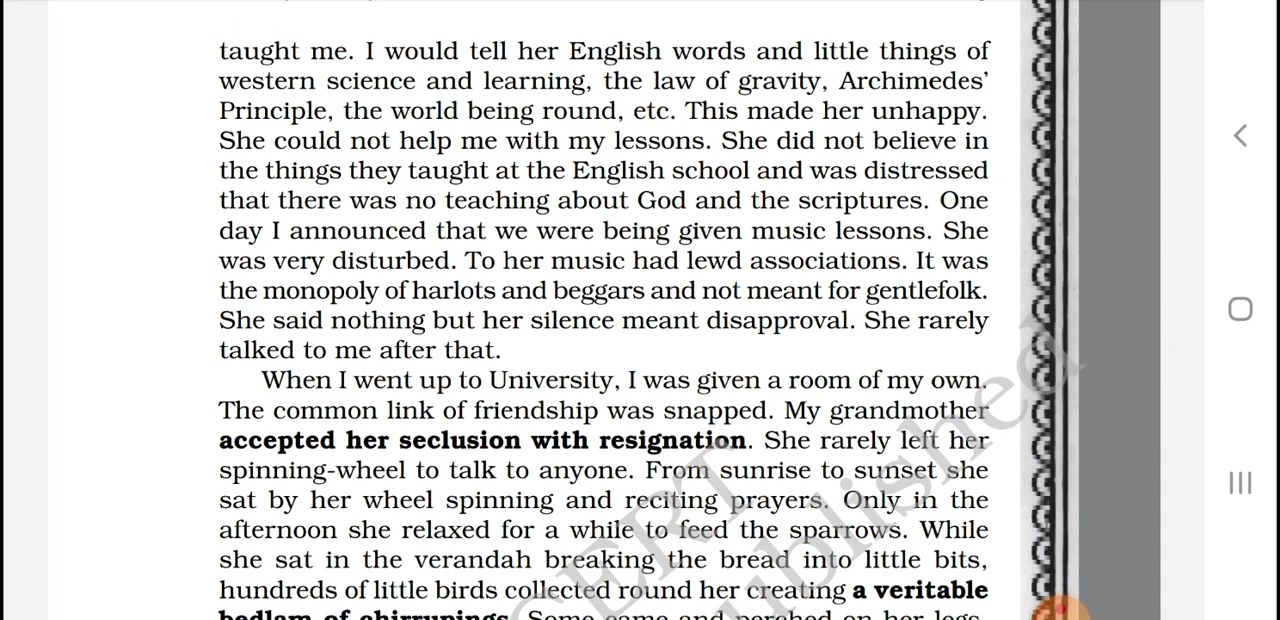 taught me. I would tell her English words and little things of
western science and learning, the law of gravity, Archimedes’
Principle, the world being round, etc. This made her unhappy.
She could not help me with my lessons. She did not believe in
the things they taught at the English school and was distressed
that there was no teaching about God and the scriptures. One
day I announced that we were being given music lessons. She
was very disturbed. To her music had lewd associations. It was
the monopoly of harlots and beggars and not meant for gentlefolk.
She said nothing but her silence meant disapproval. She rarely
talked to me after that.
When I went up to University, I was given a room of my own.
The common link of friendship was snapped. My grandmother
accepted her seclusion with resignation. She rarely left her
spinning-wheel to talk to anyone. From sunrise to sunset she
sat by her wheel spinning and reciting prayers. Only in the
afternoon she relaxed for a while to feed the sparrows. While
she sat in the verandah breaking the bread into little bits,
hundreds of little birds collected round her creating a veritable
bedlam of chirrupings. Some came and perched on her legs,